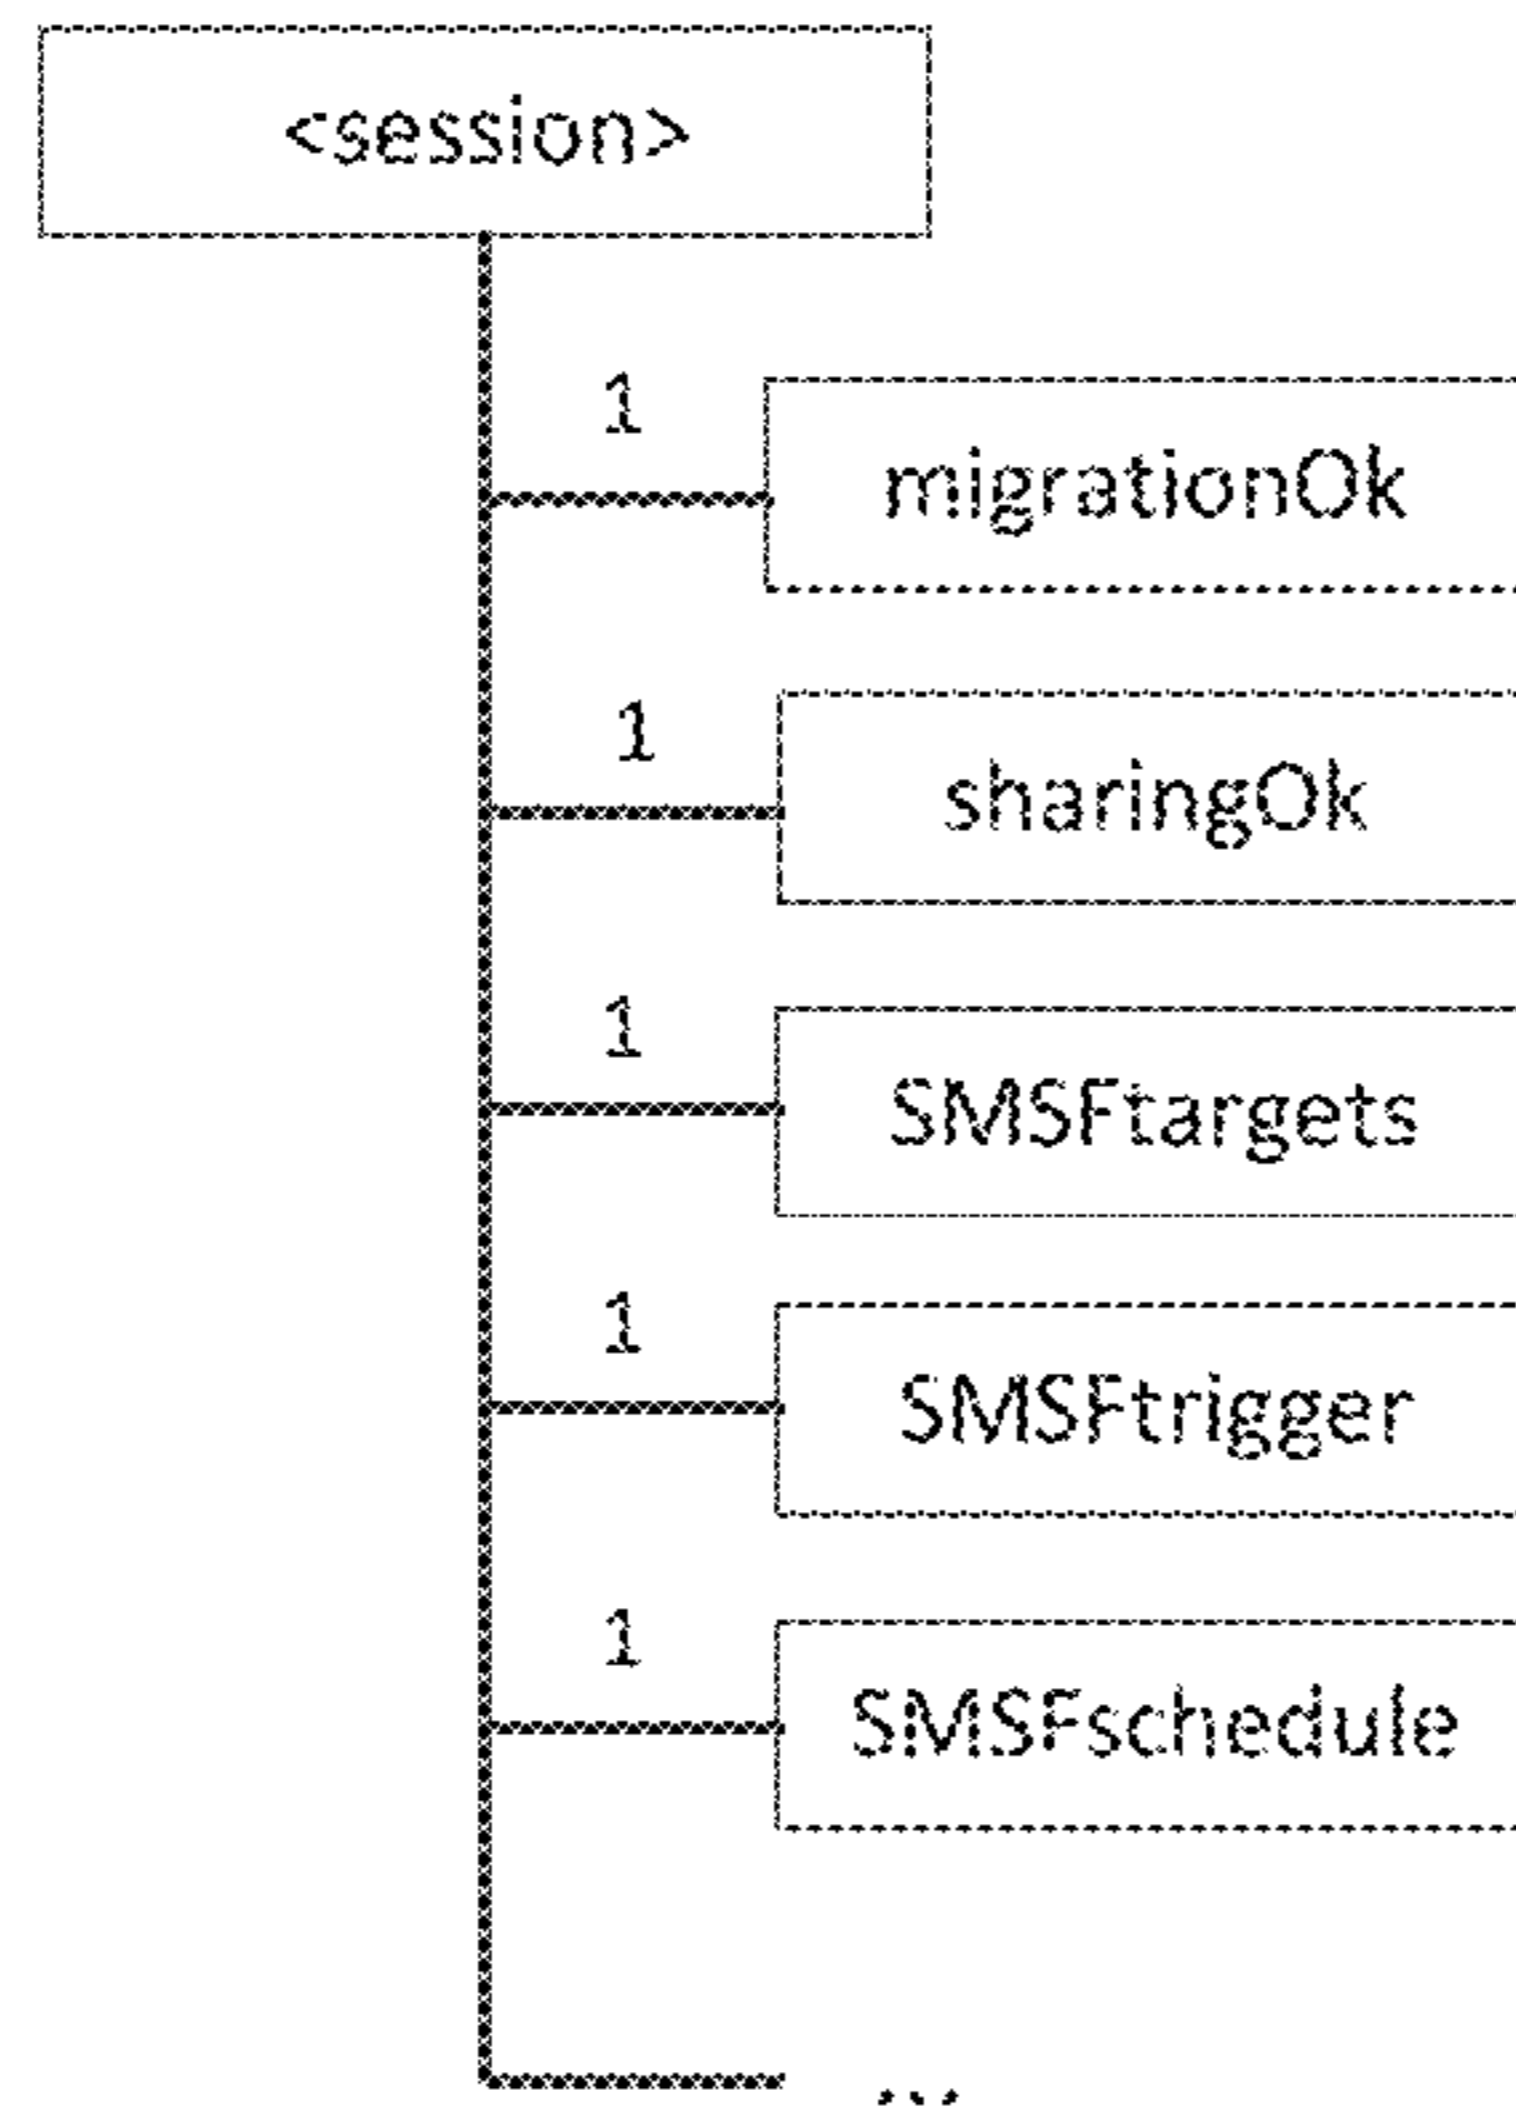 <session>
1
migrationOk
1
sharingOk
1
SMSFtargets
1
SMSFtrigger
1
SMSFschedule
...